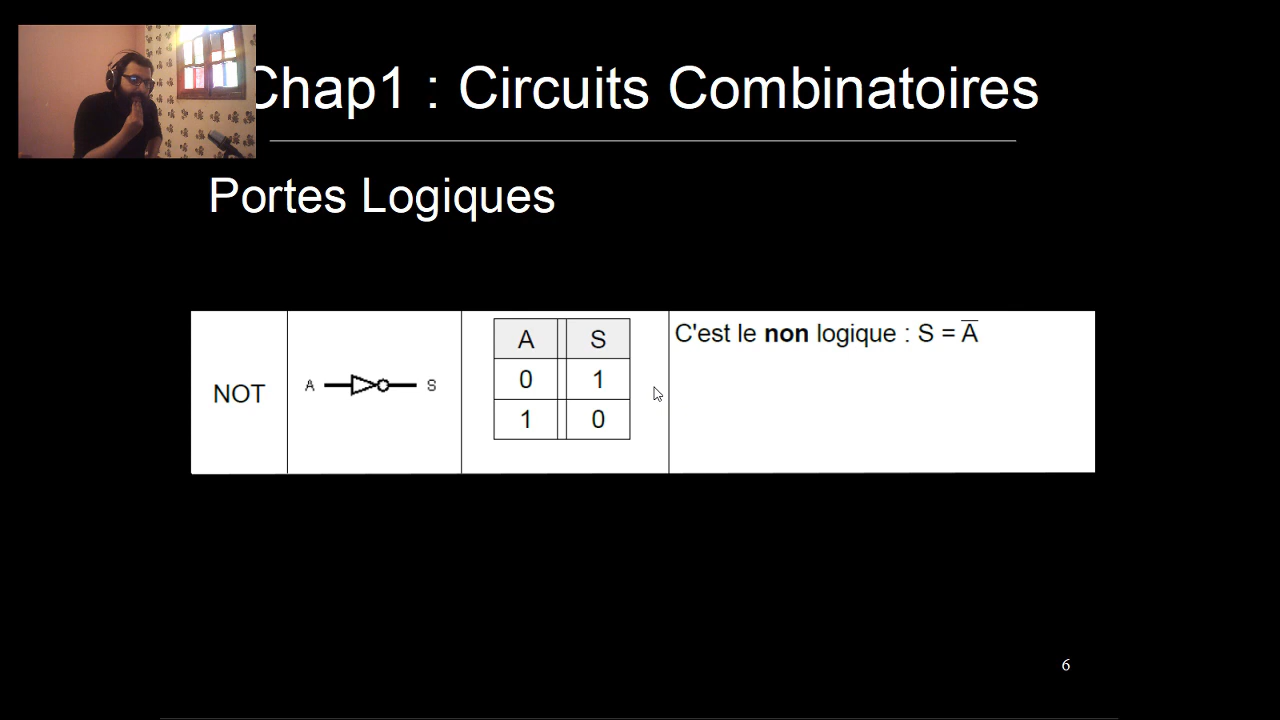 Chap1 : Circuits Combinatoires
Portes Logiques
NOT
A S
A S
0 1
1 0
C'est le non logique : S = A̅
6